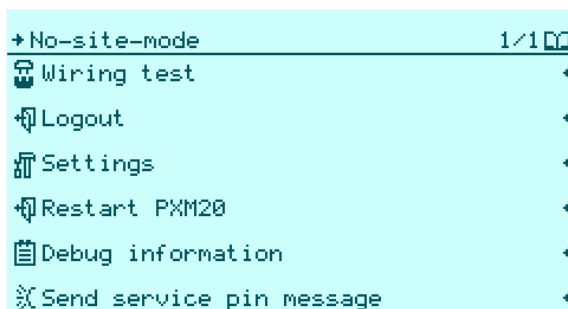 No-site-mode 1/1
Wiring test
Logout
Settings
Restart PXM20
Debug information
Send service pin message